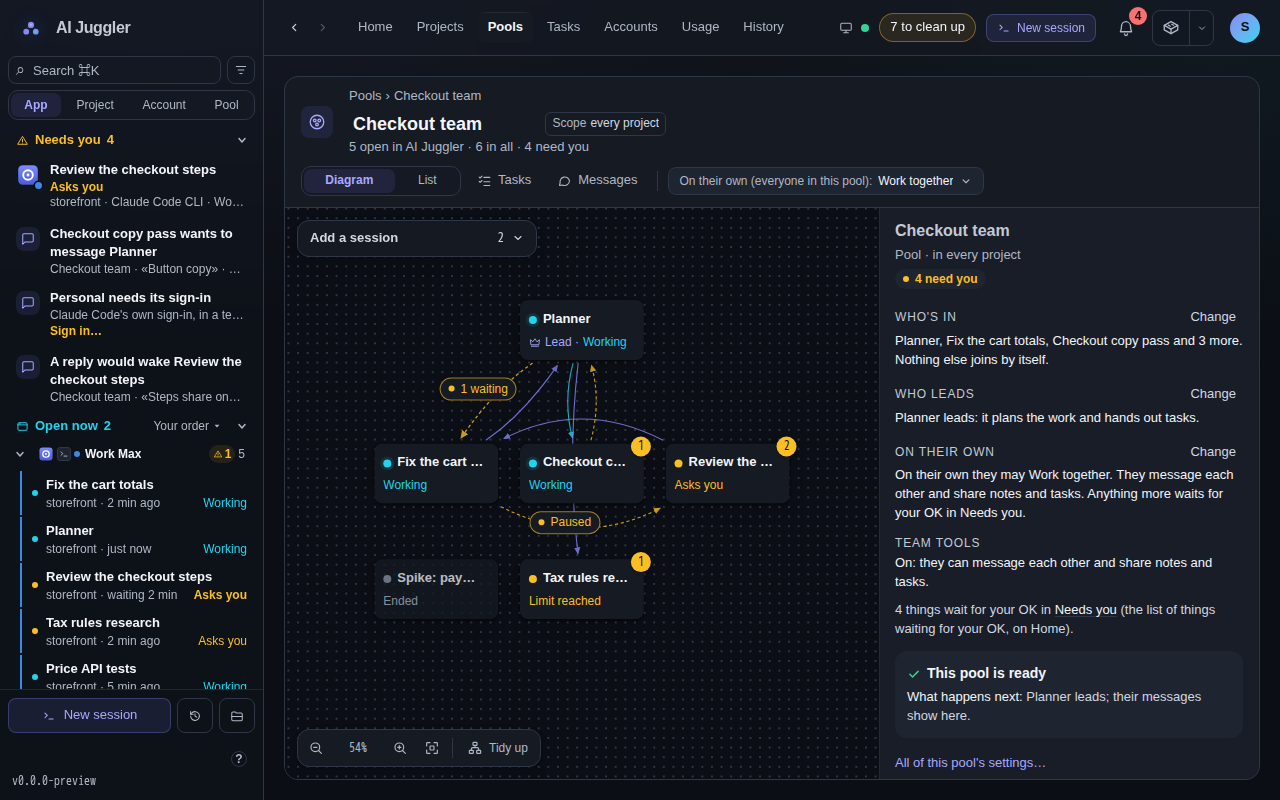 AI Juggler
Search ⌘K
App
Project
Account
Pool
Needs you 4
Review the checkout steps
Asks you
storefront · Claude Code CLI · Wo…
Checkout copy pass wants to
message Planner
Checkout team · «Button copy» · …
Personal needs its sign-in
Claude Code's own sign-in, in a te…
Sign in…
A reply would wake Review the
checkout steps
Checkout team · «Steps share on…
Open now 2
Your order
Work Max
1
5
Fix the cart totals
storefront · 2 min ago
Working
Planner
storefront · just now
Working
Review the checkout steps
storefront · waiting 2 min
Asks you
Tax rules research
storefront · 2 min ago
Asks you
Price API tests
storefront · 5 min ago
Working
New session
?
v0.0.0-preview
Home
Projects
Pools
Tasks
Accounts
Usage
History
7 to clean up
New session
4
S
Pools › Checkout team
Checkout team
Scope every project
5 open in AI Juggler · 6 in all · 4 need you
Diagram
List
Tasks
Messages
On their own (everyone in this pool): Work together
Add a session
2
Planner
Lead · Working
1 waiting
Fix the cart …
Working
1
Checkout c…
Working
2
Review the …
Asks you
Paused
Spike: pay…
Ended
1
Tax rules re…
Limit reached
54%
Tidy up
Checkout team
Pool · in every project
4 need you
WHO'S IN
Change
Planner, Fix the cart totals, Checkout copy pass and 3 more.
Nothing else joins by itself.
WHO LEADS
Change
Planner leads: it plans the work and hands out tasks.
ON THEIR OWN
Change
On their own they may Work together. They message each
other and share notes and tasks. Anything more waits for
your OK in Needs you.
TEAM TOOLS
On: they can message each other and share notes and
tasks.
4 things wait for your OK in Needs you (the list of things
waiting for your OK, on Home).
This pool is ready
What happens next: Planner leads; their messages
show here.
All of this pool's settings…